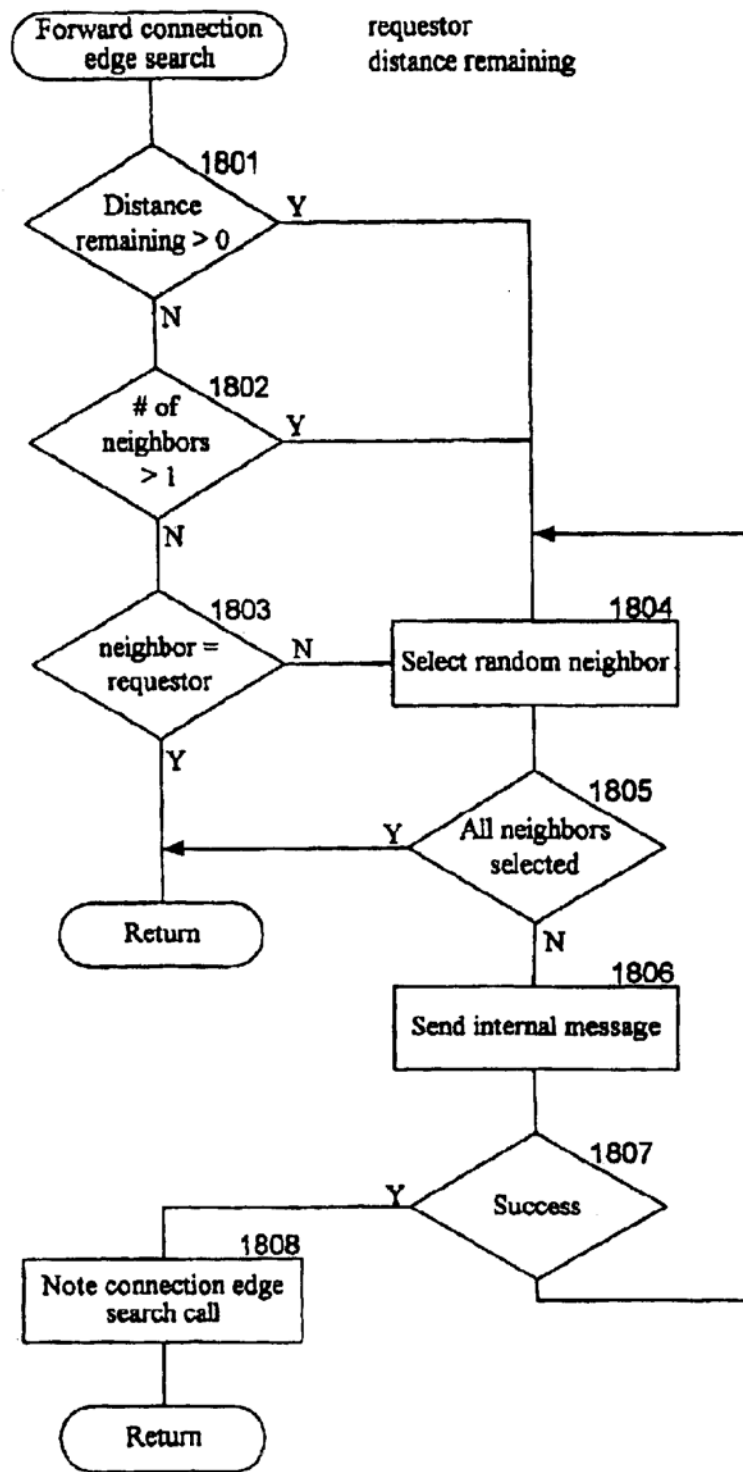 Forward connection
edge search
requestor
distance remaining
1801
Distance
remaining > 0
Y
N
1802
# of
neighbors
> 1
Y
N
1803
neighbor =
requestor
N
Y
1804
Select random neighbor
1805
All neighbors
selected
Y
N
Return
1806
Send internal message
1807
Success
Y
1808
Note connection edge
search call
Return